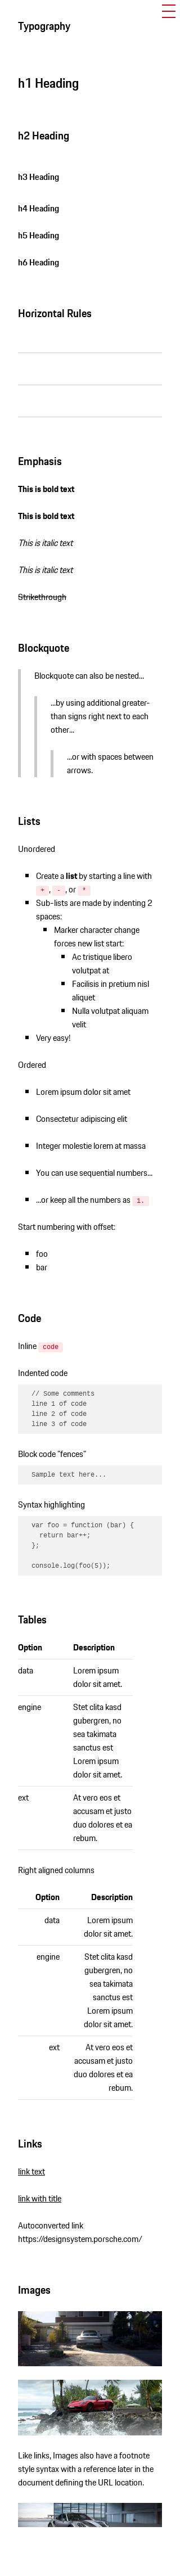 Typography
h1 Heading
h2 Heading
h3 Heading
h4 Heading
h5 Heading
h6 Heading
Horizontal Rules
Emphasis
This is bold text
This is bold text
This is italic text
This is italic text
Strikethrough
Blockquote
Blockquote can also be nested...
...by using additional greater-
than signs right next to each
other...
...or with spaces between
arrows.
Lists
Unordered
Create a list by starting a line with
+ , - , or *
Sub-lists are made by indenting 2
spaces:
Marker character change
forces new list start:
Ac tristique libero
volutpat at
Facilisis in pretium nisl
aliquet
Nulla volutpat aliquam
velit
Very easy!
Ordered
Lorem ipsum dolor sit amet
Consectetur adipiscing elit
Integer molestie lorem at massa
You can use sequential numbers...
...or keep all the numbers as 1.
Start numbering with offset:
foo
bar
Code
Inline code
Indented code
// Some comments
line 1 of code
line 2 of code
line 3 of code
Block code "fences"
Sample text here...
Syntax highlighting
var foo = function (bar) {
return bar++;
};
console.log(foo(5));
Tables
Option Description
data Lorem ipsum
dolor sit amet.
engine Stet clita kasd
gubergren, no
sea takimata
sanctus est
Lorem ipsum
dolor sit amet.
ext At vero eos et
accusam et justo
duo dolores et ea
rebum.
Right aligned columns
Option Description
data Lorem ipsum
dolor sit amet.
engine Stet clita kasd
gubergren, no
sea takimata
sanctus est
Lorem ipsum
dolor sit amet.
ext At vero eos et
accusam et justo
duo dolores et ea
rebum.
Links
link text
link with title
Autoconverted link
https://designsystem.porsche.com/
Images
Like links, Images also have a footnote
style syntax with a reference later in the
document defining the URL location.